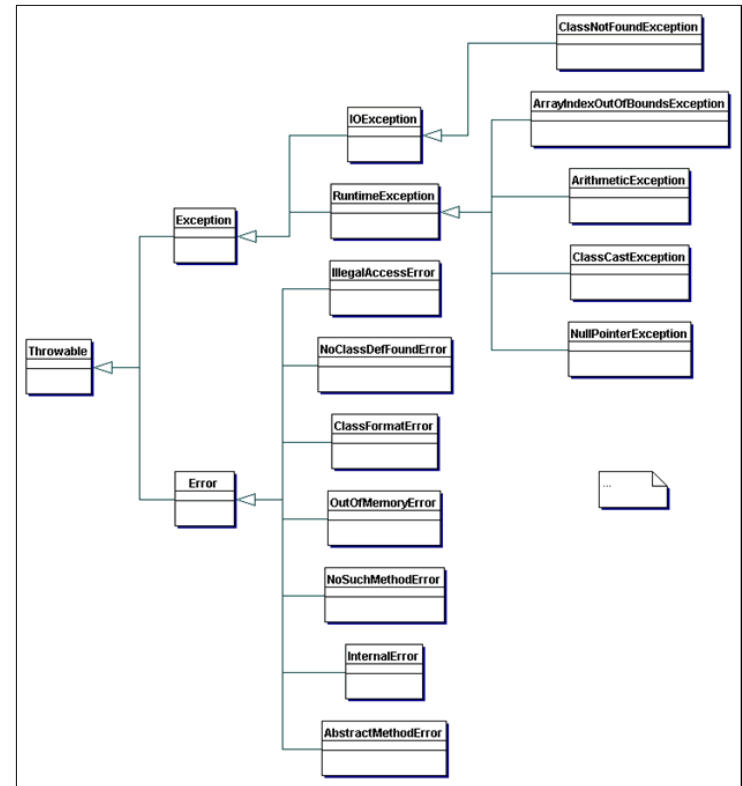 ClassNotFoundException
ArrayIndexOutOfBoundsException
IOException
ArithmeticException
RuntimeException
Exception
ClassCastException
IllegalAccessError
NullPointerException
Throwable
NoClassDefFoundError
ClassFormatError
Error
...
OutOfMemoryError
NoSuchMethodError
InternalError
AbstractMethodError